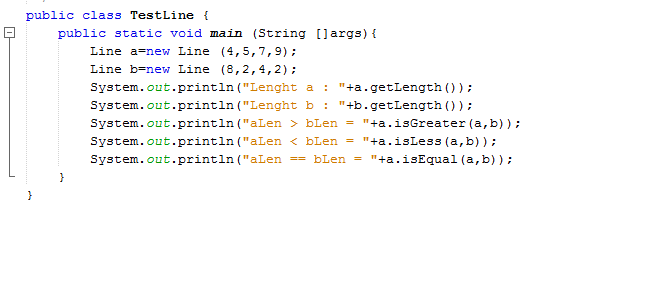 public class TestLine {
public static void main (String []args){
Line a=new Line (4,5,7,9);
Line b=new Line (8,2,4,2);
System.out.println("Lenght a : "+a.getLength());
System.out.println("Lenght b : "+b.getLength());
System.out.println("aLen > bLen = "+a.isGreater(a,b));
System.out.println("aLen < bLen = "+a.isLess(a,b));
System.out.println("aLen == bLen = "+a.isEqual(a,b));
}
}